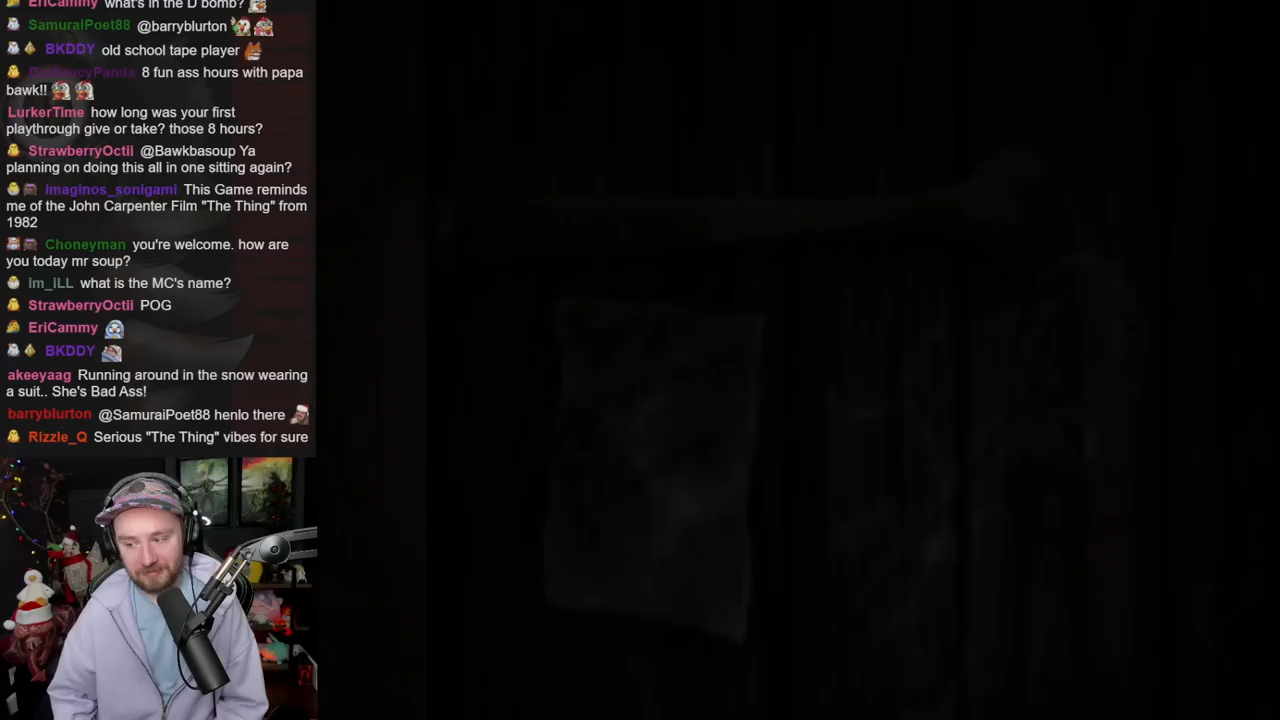 EriCammy what's in the D bomb?
SamuraiPoet88 @barryblurton
BKDDY old school tape player
8 fun ass hours with papa
bawk!!
LurkerTime how long was your first
playthrough give or take? those 8 hours?
StrawberryOctii @Bawkbasoup Ya
planning on doing this all in one sitting again?
imaginos_sonigami This Game reminds
me of the John Carpenter Film "The Thing" from
1982
Choneyman you're welcome. how are
you today mr soup?
im_iLL what is the MC's name?
StrawberryOctii POG
EriCammy
BKDDY
akeeyaag Running around in the snow wearing
a suit.. She's Bad Ass!
barryblurton @SamuraiPoet88 henlo there
Rizzle_Q Serious "The Thing" vibes for sure